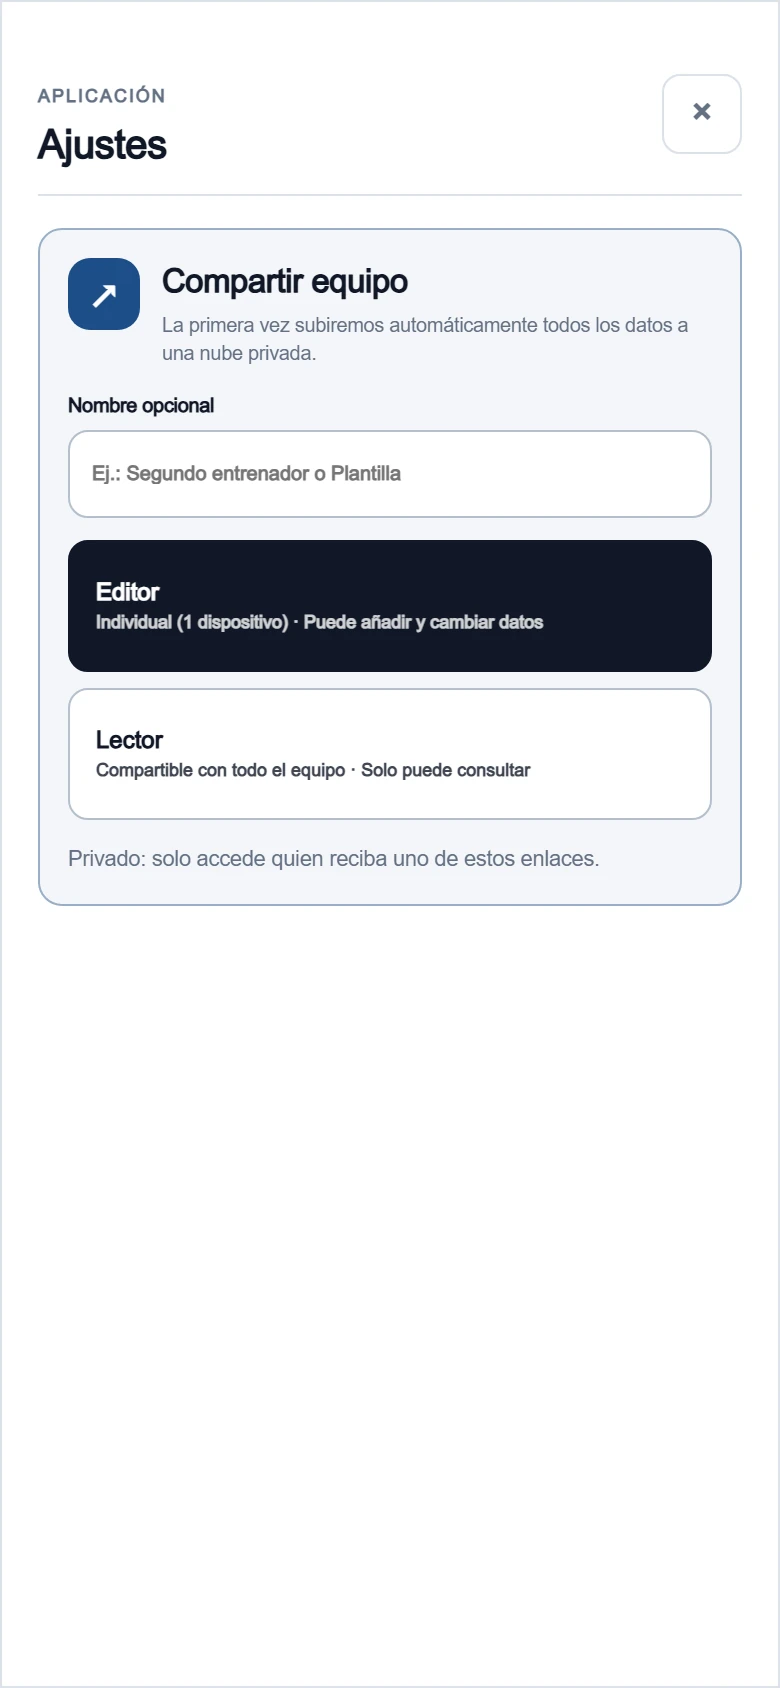 APLICACIÓN
Ajustes
Compartir equipo
La primera vez subiremos automáticamente todos los datos a
una nube privada.
Nombre opcional
Ej.: Segundo entrenador o Plantilla
Editor
Individual (1 dispositivo) · Puede añadir y cambiar datos
Lector
Compartible con todo el equipo · Solo puede consultar
Privado: solo accede quien reciba uno de estos enlaces.